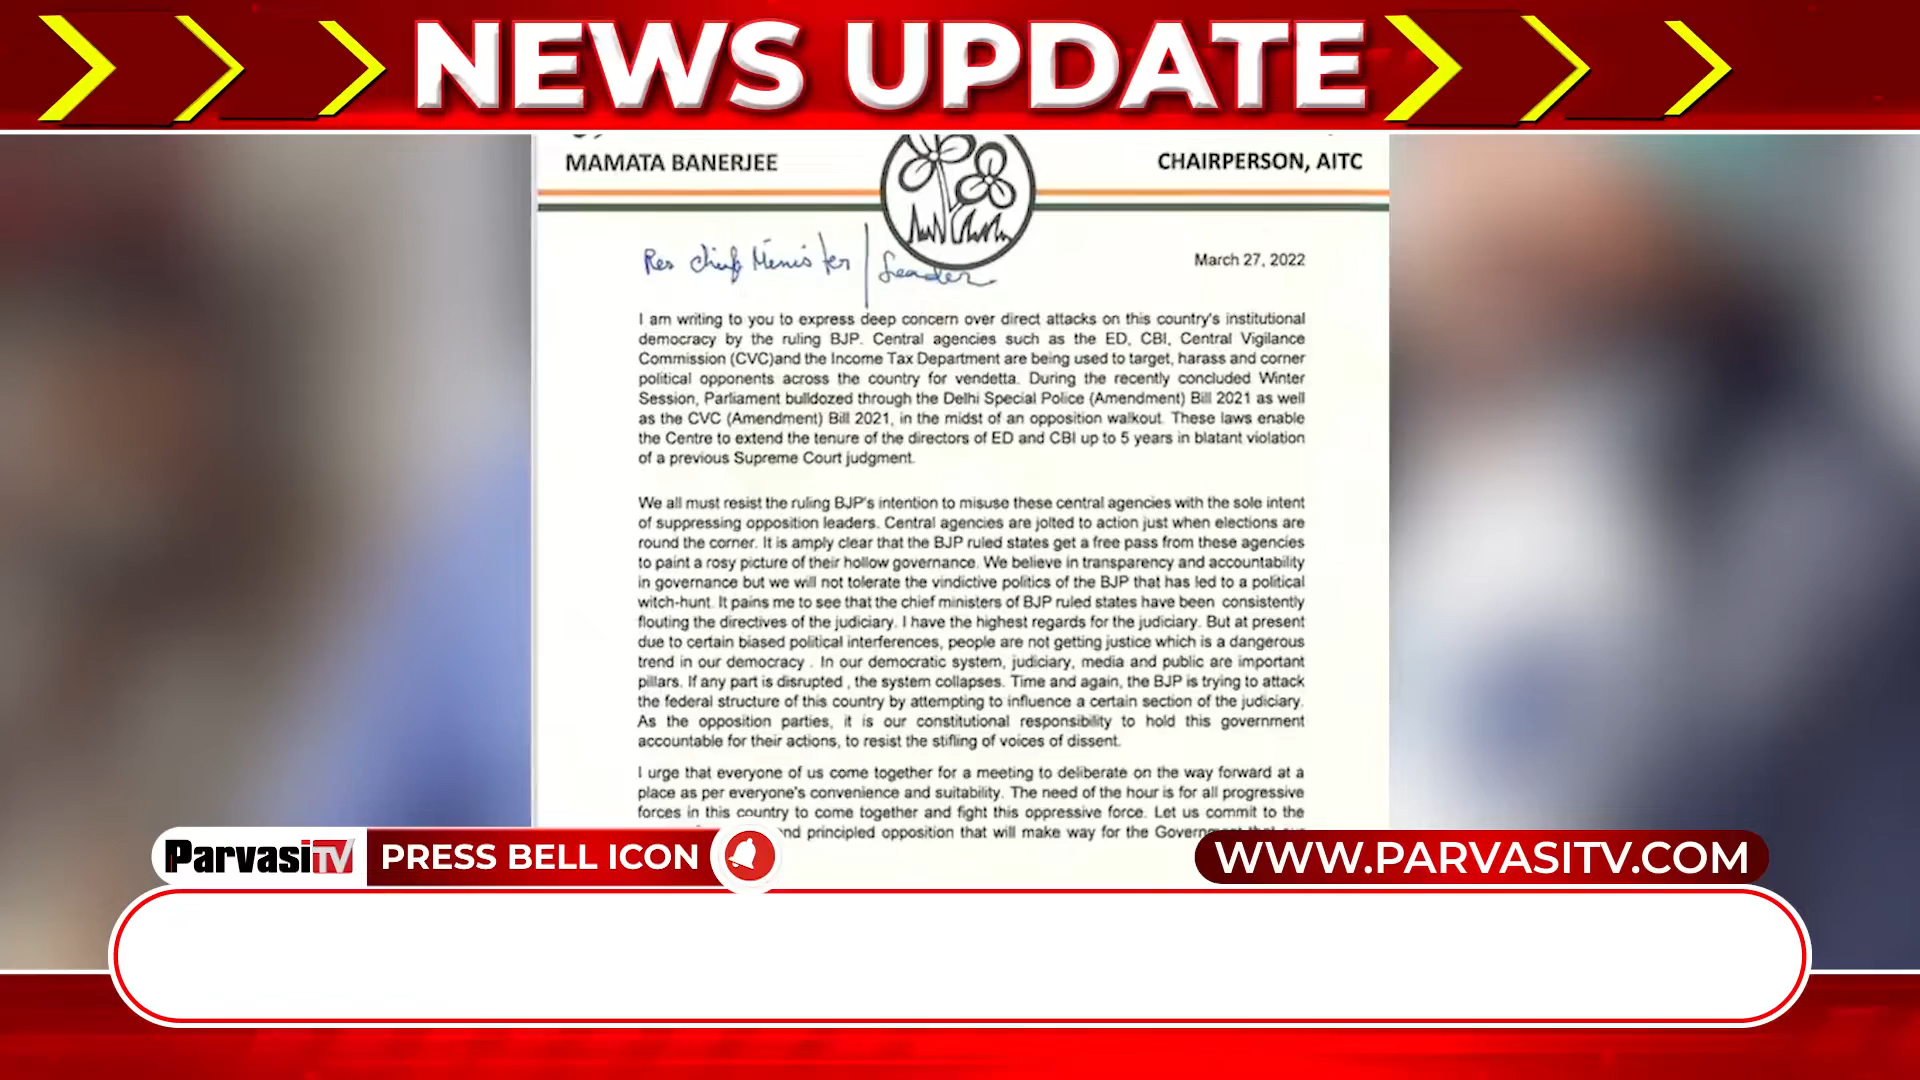 NEWS UPDATE
MAMATA BANERJEE
CHAIRPERSON, AITC
Res Chief Minister / Leader
March 27, 2022
I am writing to you to express deep concern over direct attacks on this country's institutional
democracy by the ruling BJP. Central agencies such as the ED, CBI, Central Vigilance
Commission (CVC)and the Income Tax Department are being used to target, harass and corner
political opponents across the country for vendetta. During the recently concluded Winter
Session, Parliament bulldozed through the Delhi Special Police (Amendment) Bill 2021 as well
as the CVC (Amendment) Bill 2021, in the midst of an opposition walkout. These laws enable
the Centre to extend the tenure of the directors of ED and CBI up to 5 years in blatant violation
of a previous Supreme Court judgment.
We all must resist the ruling BJP's intention to misuse these central agencies with the sole intent
of suppressing opposition leaders. Central agencies are jolted to action just when elections are
round the corner. It is amply clear that the BJP ruled states get a free pass from these agencies
to paint a rosy picture of their hollow governance. We believe in transparency and accountability
in governance but we will not tolerate the vindictive politics of the BJP that has led to a political
witch-hunt. It pains me to see that the chief ministers of BJP ruled states have been consistently
flouting the directives of the judiciary. I have the highest regards for the judiciary. But at present
due to certain biased political interferences, people are not getting justice which is a dangerous
trend in our democracy . In our democratic system, judiciary, media and public are important
pillars. If any part is disrupted , the system collapses. Time and again, the BJP is trying to attack
the federal structure of this country by attempting to influence a certain section of the judiciary.
As the opposition parties, it is our constitutional responsibility to hold this government
accountable for their actions, to resist the stifling of voices of dissent.
I urge that everyone of us come together for a meeting to deliberate on the way forward at a
place as per everyone's convenience and suitability. The need of the hour is for all progressive
forces in this country to come together and fight this oppressive force. Let us commit to the
principled opposition that will make way for the
Parvasi TV PRESS BELL ICON
WWW.PARVASITV.COM